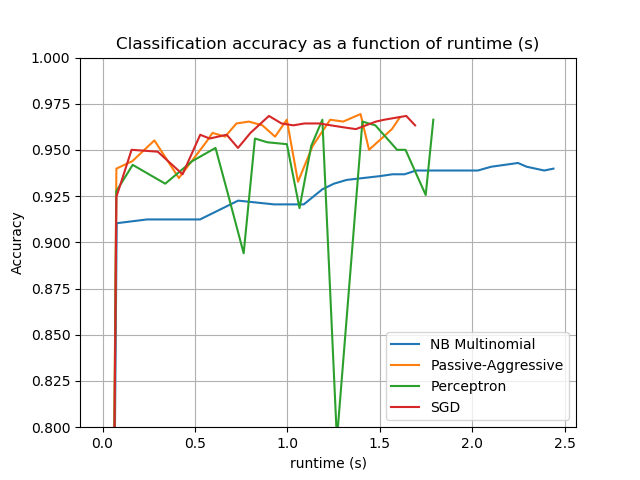 Classification accuracy as a function of runtime (s)
1.000
0.975
0.950
0.925
0.900
0.875
0.850
0.825
0.800
Accuracy
NB Multinomial
Passive-Aggressive
Perceptron
SGD
0.0 0.5 1.0 1.5 2.0 2.5
runtime (s)